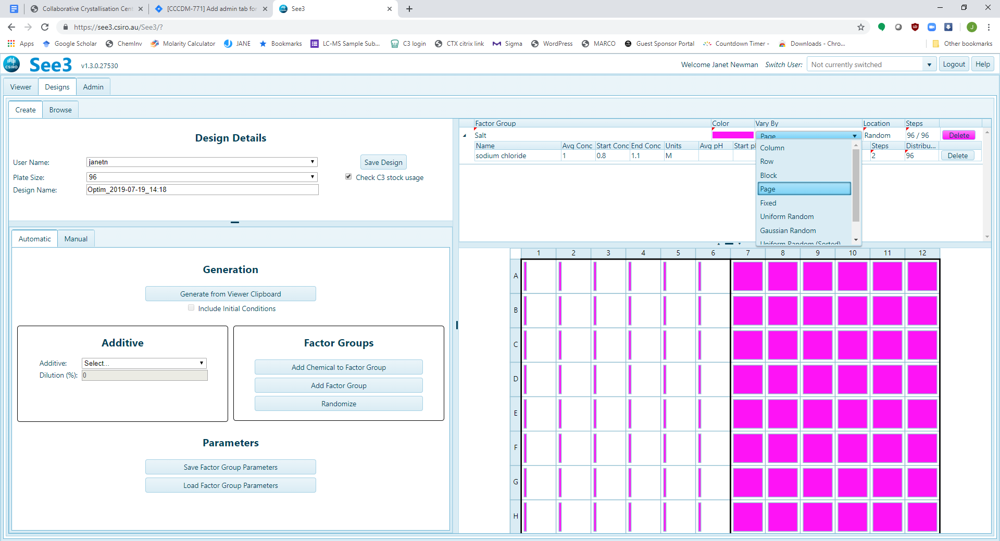 Collaborative Crystallisation Cent
[CCCDM-771] Add admin tab for
See3
https://see3.csiro.au/See3/?
J
Apps
Google Scholar
ChemInv
Molarity Calculator
JANE
Bookmarks
LC-MS Sample Sub...
C3 login
CTX citrix link
Sigma
WordPress
MARCO
Guest Sponsor Portal
Countdown Timer -
Downloads - Chro...
Other bookmarks
CSIRO
See3 v1.3.0.27530
Welcome Janet Newman Switch User: Not currently switched Logout Help
Viewer Designs Admin
Create Browse
Design Details
User Name: janetn
Save Design
Plate Size: 96
Check C3 stock usage
Design Name: Optim_2019-07-19_14:18
Automatic Manual
Generation
Generate from Viewer Clipboard
Include Initial Conditions
Additive
Additive: Select...
Dilution (%): 0
Factor Groups
Add Chemical to Factor Group
Add Factor Group
Randomize
Parameters
Save Factor Group Parameters
Load Factor Group Parameters
Factor Group Color Vary By Location Steps
Salt Page Random 96 / 96 Delete
Name Avg Conc Start Conc End Conc Units Avg pH Start pH Steps Distribu...
sodium chloride 1 0.8 1.1 M 2 96 Delete
Column
Row
Block
Page
Fixed
Uniform Random
Gaussian Random
Uniform Random (Sorted)
1 2 3 4 5 6 7 8 9 10 11 12
A
B
C
D
E
F
G
H